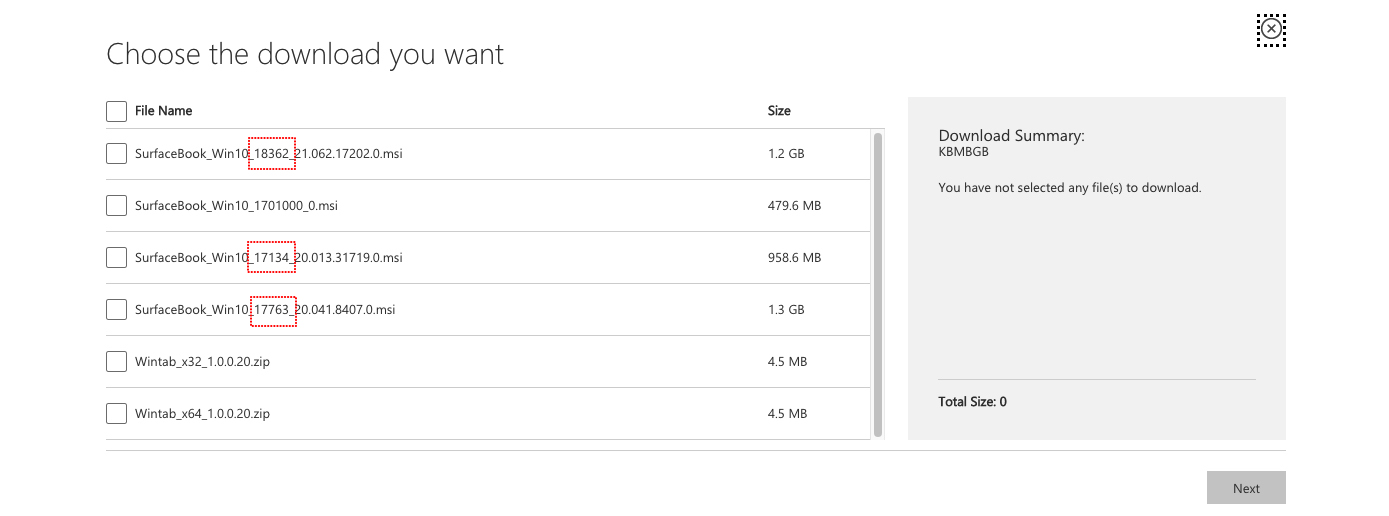 Choose the download you want
File Name Size
SurfaceBook_Win10_18362_21.062.17202.0.msi 1.2 GB
SurfaceBook_Win10_1701000_0.msi 479.6 MB
SurfaceBook_Win10_17134_20.013.31719.0.msi 958.6 MB
SurfaceBook_Win10_17763_20.041.8407.0.msi 1.3 GB
Wintab_x32_1.0.0.20.zip 4.5 MB
Wintab_x64_1.0.0.20.zip 4.5 MB
Download Summary:
KBMBGB
You have not selected any file(s) to download.
Total Size: 0
Next